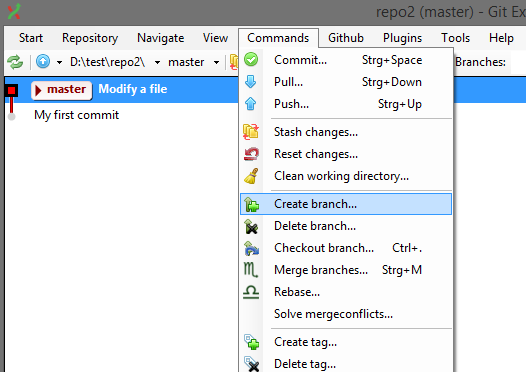 repo2 (master) - Git Ex
Start Repository Navigate View Commands Github Plugins Tools Help
D:\test\repo2\ master Branches:
master Modify a file
My first commit
Commit... Strg+Space
Pull... Strg+Down
Push... Strg+Up
Stash changes...
Reset changes...
Clean working directory...
Create branch...
Delete branch...
Checkout branch... Ctrl+.
Merge branches... Strg+M
Rebase...
Solve mergeconflicts...
Create tag...
Delete tag...